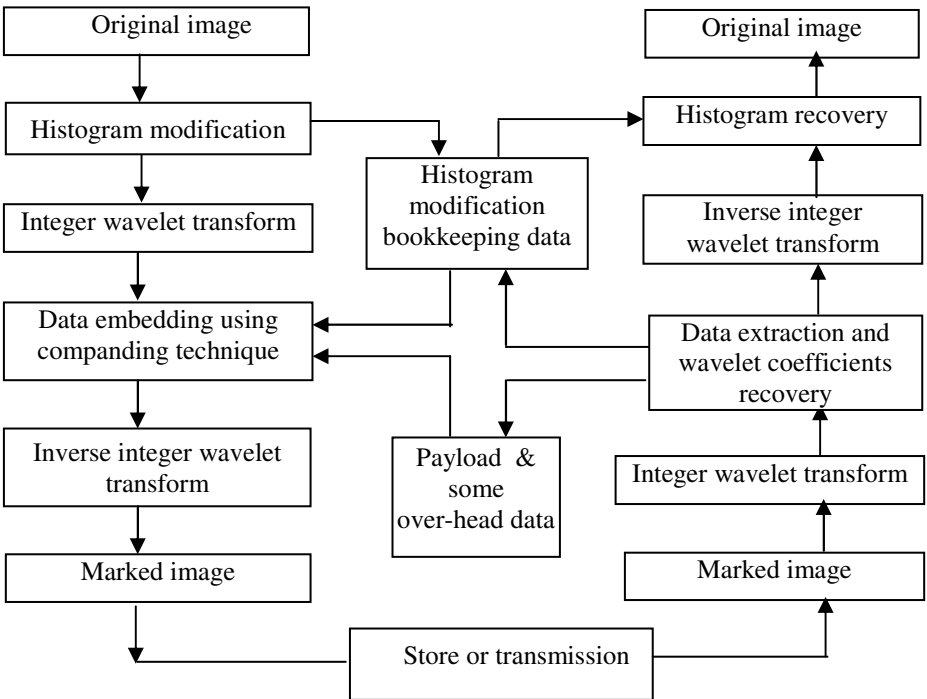 Original image
Histogram modification
Integer wavelet transform
Data embedding using
companding technique
Inverse integer wavelet
transform
Marked image
Histogram
modification
bookkeeping data
Payload & 
some
over-head data
Store or transmission
Original image
Histogram recovery
Inverse integer
wavelet transform
Data extraction and
wavelet coefficients
recovery
Integer wavelet transform
Marked image